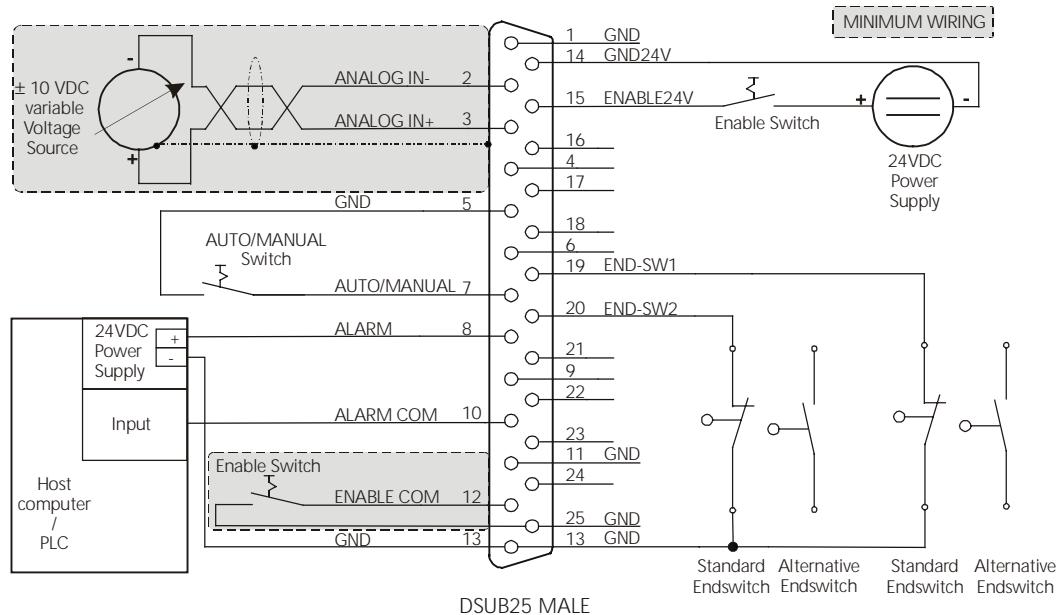 MINIMUM WIRING
-
± 10 VDC
variable
Voltage
Source
+
ANALOG IN- 2
ANALOG IN+ 3
GND 5
AUTO/MANUAL
Switch
AUTO/MANUAL 7
24VDC
Power
Supply
+
-
Input
Host
computer
/
PLC
ALARM 8
ALARM COM 10
Enable Switch
ENABLE COM 12
GND 13
1 GND
14 GND24V
15 ENABLE24V
Enable Switch
+
-
24VDC
Power
Supply
16
4
17
18
6
19 END-SW1
20 END-SW2
21
9
22
23
11 GND
24
25 GND
13 GND
Standard
Endswitch
Alternative
Endswitch
Standard
Endswitch
Alternative
Endswitch
DSUB25 MALE